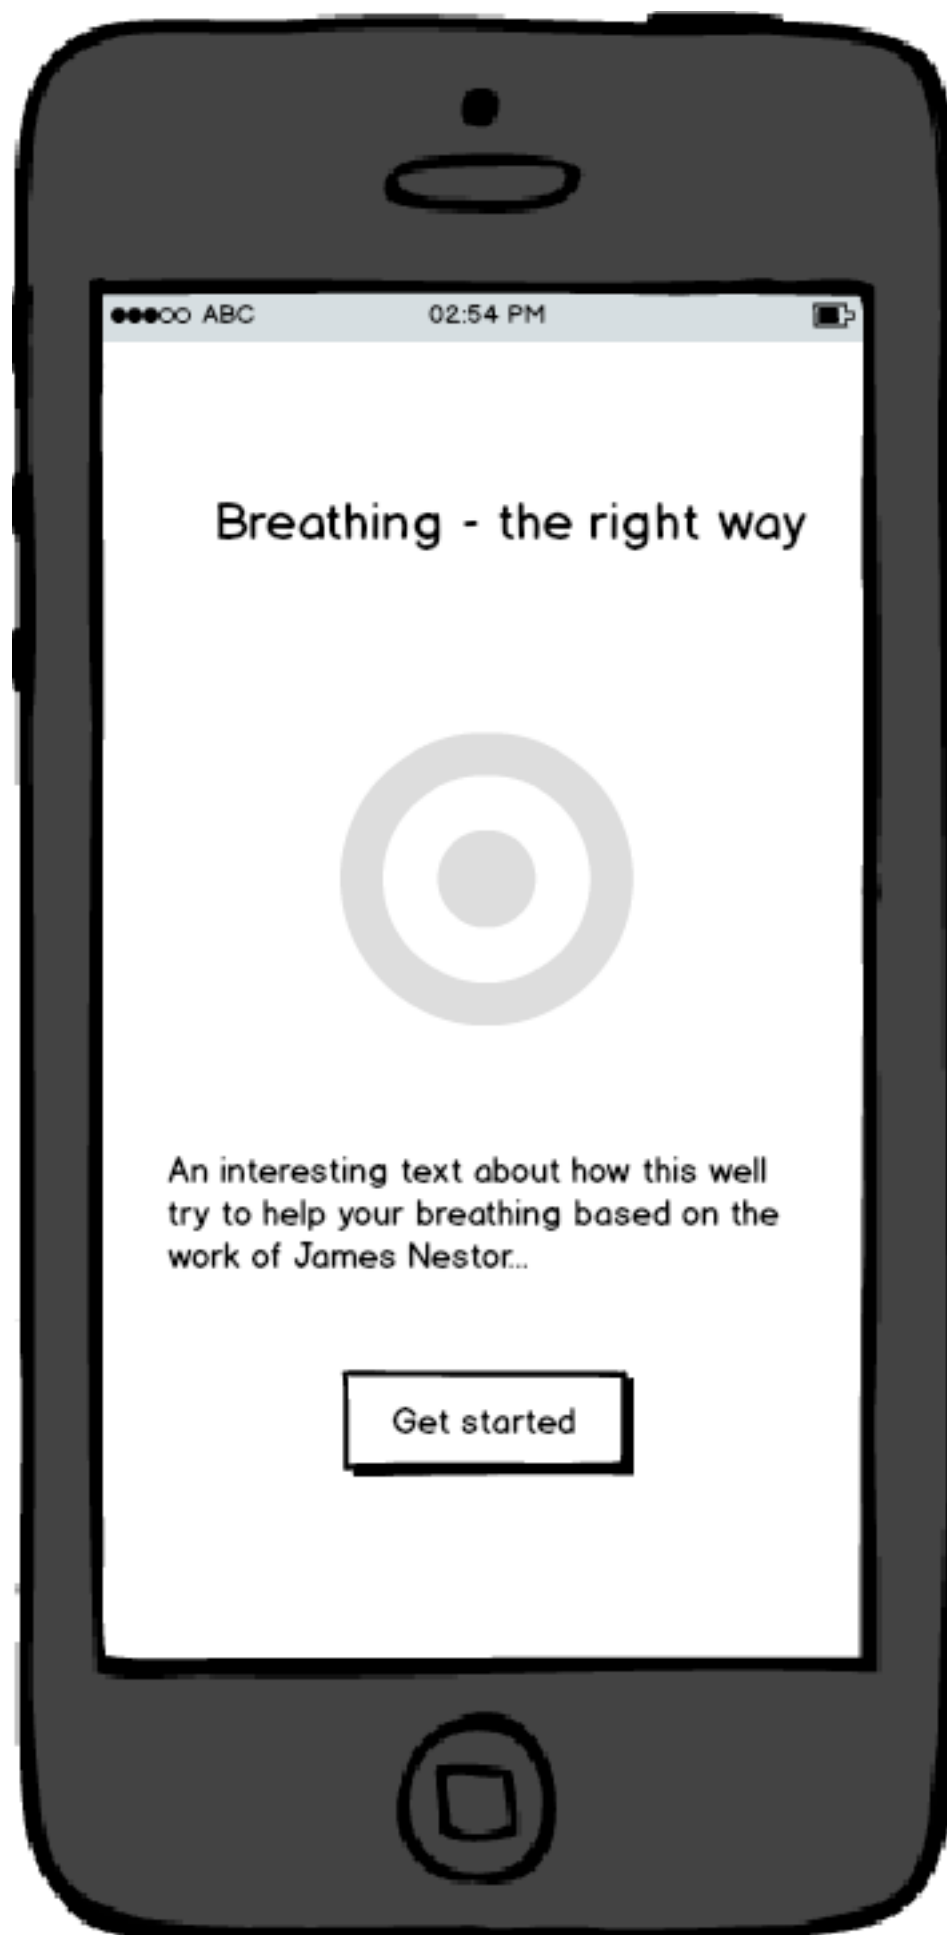 ABC 02:54 PM
Breathing - the right way
An interesting text about how this well
try to help your breathing based on the
work of James Nestor...
Get started